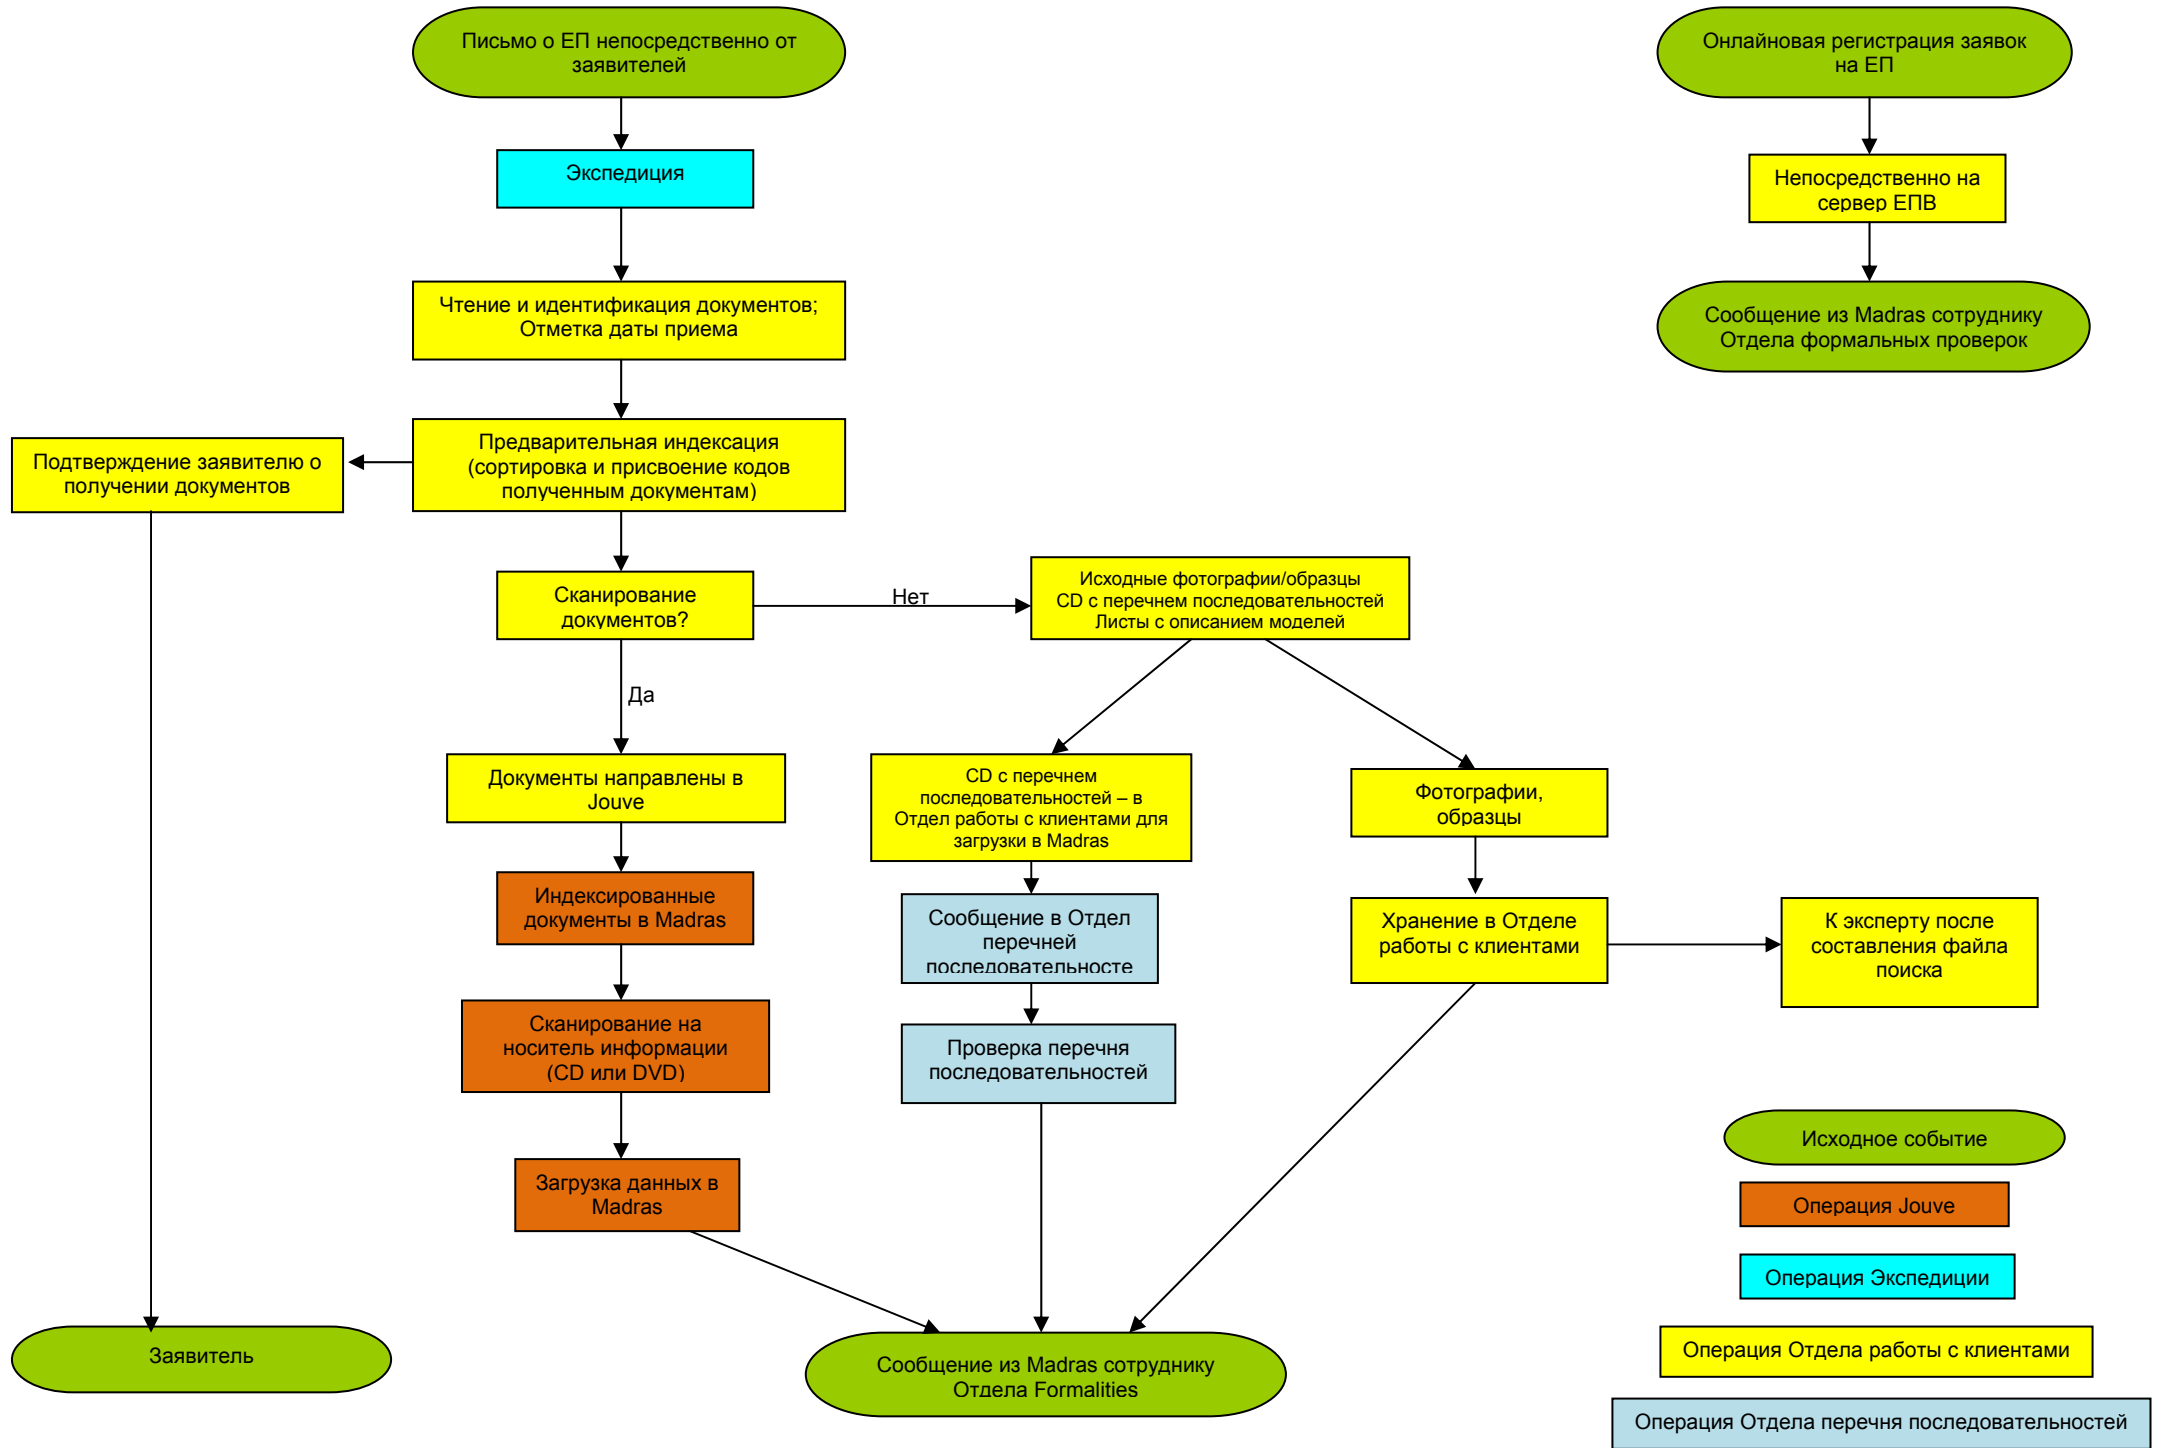 Письмо о ЕП непосредственно от
заявителей
Онлайновая регистрация заявок
на ЕП
Экспедиция
Непосредственно на
сервер ЕПВ
Чтение и идентификация документов;
Отметка даты приема
Сообщение из Madras сотруднику
Отдела формальных проверок
Подтверждение заявителю о
получении документов
Предварительная индексация
(сортировка и присвоение кодов
полученным документам)
Сканирование
документов?
Нет
Исходные фотографии/образцы
CD с перечнем последовательностей
Листы с описанием моделей
Да
Документы направлены в
Jouve
CD с перечнем
последовательностей – в
Отдел работы с клиентами для
загрузки в Madras
Фотографии,
образцы
Индексированные
документы в Madras
Сообщение в Отдел
перечней
последовательносте
Хранение в Отделе
работы с клиентами
К эксперту после
составления файла
поиска
Сканирование на
носитель информации
(CD или DVD)
Проверка перечня
последовательностей
Загрузка данных в
Madras
Заявитель
Сообщение из Madras сотруднику
Отдела Formalities
Исходное событие
Операция Jouve
Операция Экспедиции
Операция Отдела работы с клиентами
Операция Отдела перечня последовательностей